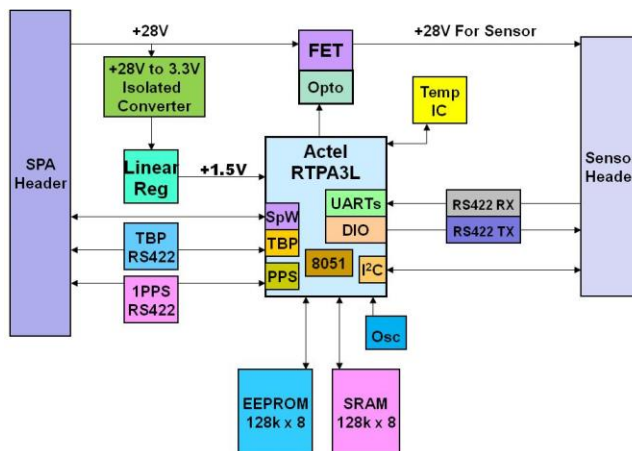 +28V
FET
+28V For Sensor
+28V to 3.3V
Isolated
Converter
Opto
Temp
IC
Actel
RTPA3L
SPA
Header
Linear
Reg
+1.5V
Senso
Heade
UARTs
RS422 RX
SpW
DIO
RS422 TX
TBP
RS422
TBP
8051
I²C
PPS
1PPS
RS422
Osc
EEPROM
128k x 8
SRAM
128k x 8